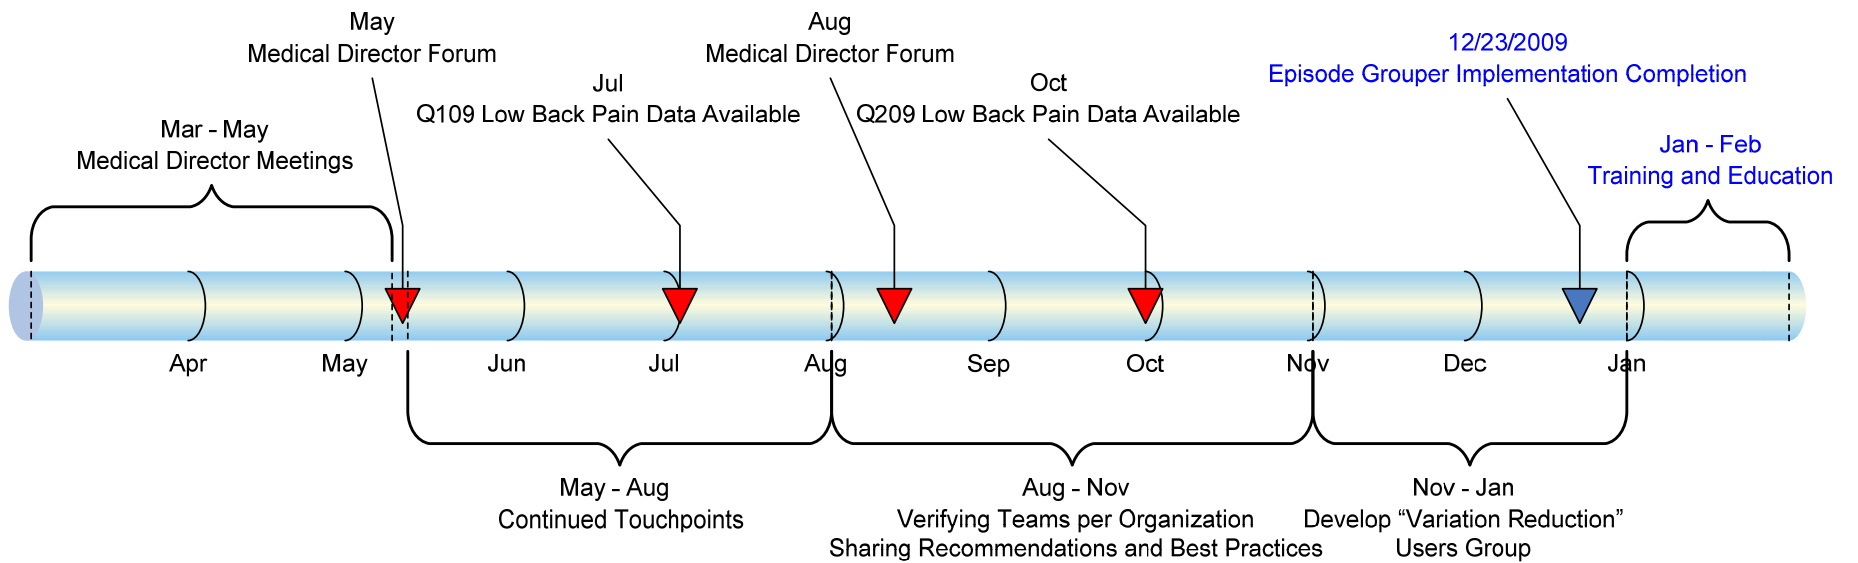 May
Medical Director Forum
Aug
Medical Director Forum
12/23/2009
Episode Grouper Implementation Completion
Jul
Q109 Low Back Pain Data Available
Oct
Q209 Low Back Pain Data Available
Mar - May
Medical Director Meetings
Jan - Feb
Training and Education
Apr
May
Jun
Jul
Aug
Sep
Oct
Nov
Dec
Jan
May - Aug
Continued Touchpoints
Aug - Nov
Verifying Teams per Organization
Sharing Recommendations and Best Practices
Nov - Jan
Develop “Variation Reduction”
Users Group